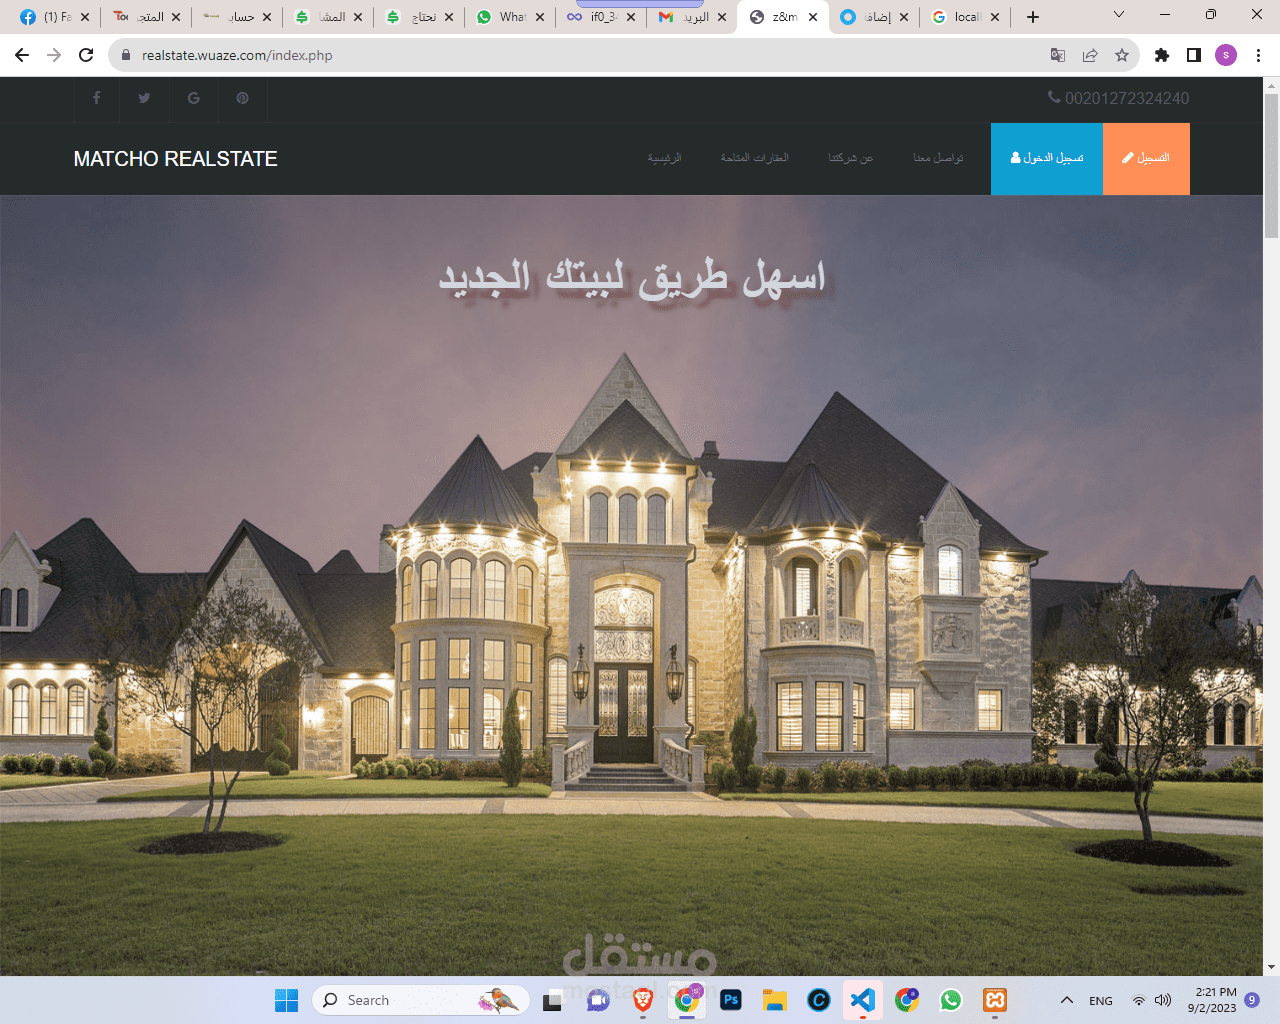 (1) Fa
المتج
حساب
المشا
نحتاج
What
if0_3
البريد
z&m
إضافة
local
realstate.wuaze.com/index.php
00201272324240
MATCHO REALSTATE
الرئيسية
العقارات المتاحة
عن شركتنا
تواصل معنا
تسجيل الدخول
التسجيل
اسهل طريق لبيتك الجديد
مستقل
mostaql.com
Search
ENG
2:21 PM
9/2/2023
9